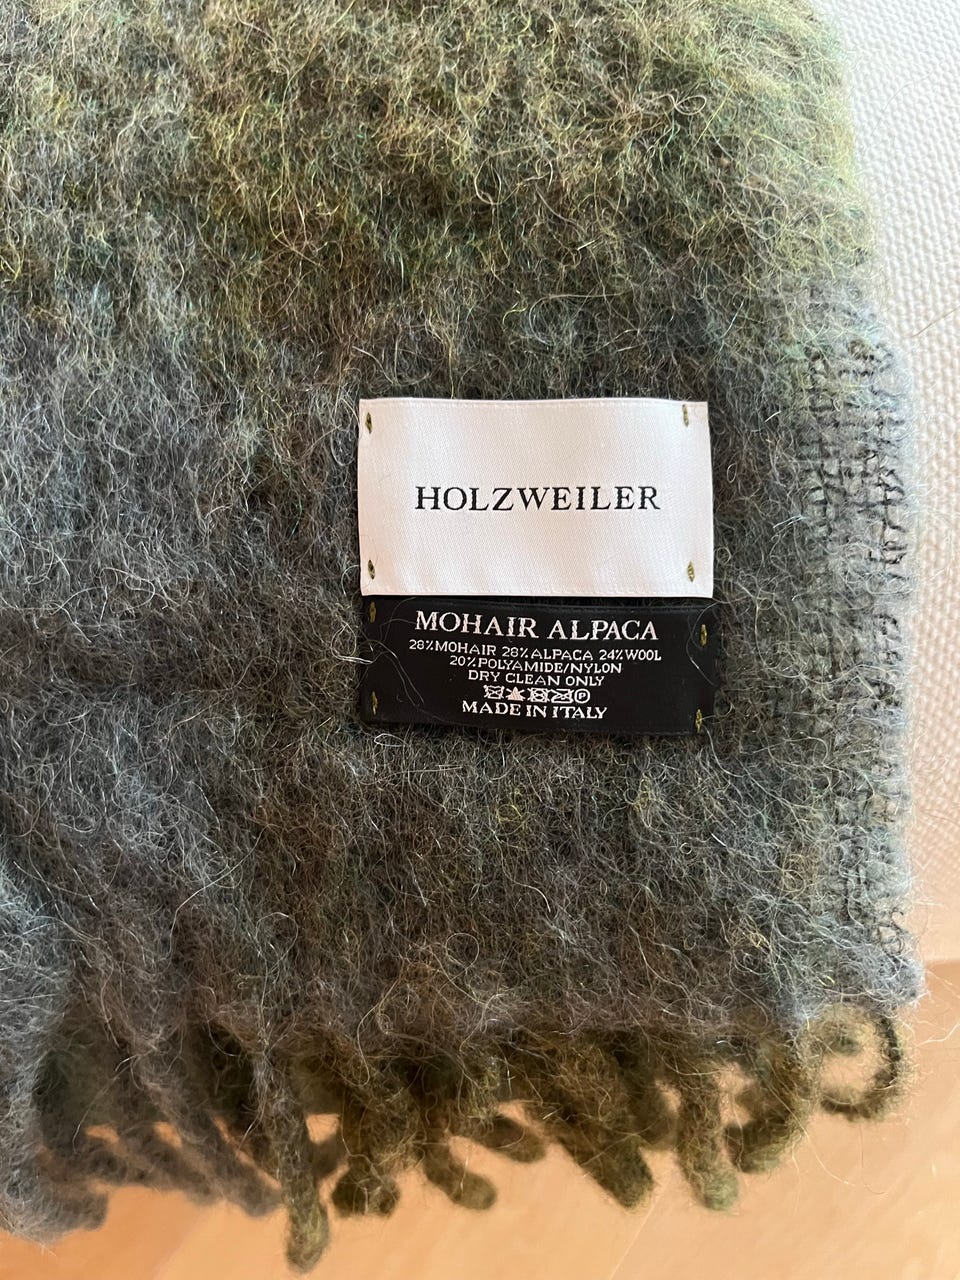 HOLZWEILER
MOHAIR ALPACA
28%MOHAIR 28%ALPACA 24%WOOL
20%POLYAMIDE/NYLON
DRY CLEAN ONLY
P
MADE IN ITALY